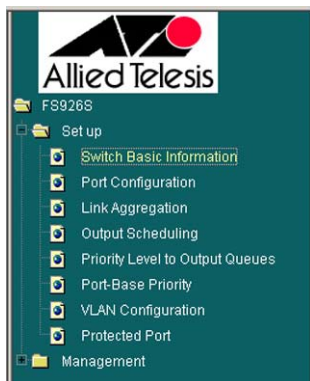 Allied Telesis
FS926S
Set up
Switch Basic Information
Port Configuration
Link Aggregation
Output Scheduling
Priority Level to Output Queues
Port-Base Priority
VLAN Configuration
Protected Port
Management